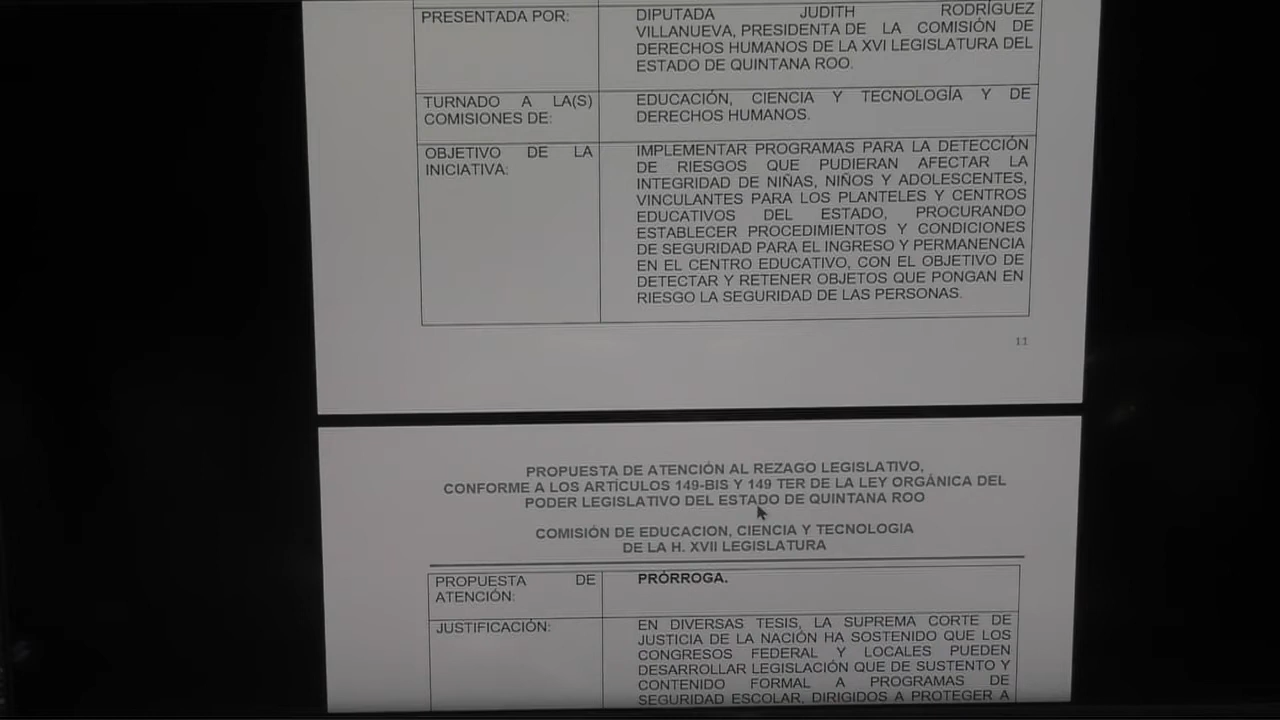 PRESENTADA POR:
DIPUTADA JUDITH RODRÍGUEZ
VILLANUEVA, PRESIDENTA DE LA COMISIÓN DE
DERECHOS HUMANOS DE LA XVI LEGISLATURA DEL
ESTADO DE QUINTANA ROO.
TURNADO A LA(S)
COMISIONES DE:
EDUCACIÓN, CIENCIA Y TECNOLOGÍA Y DE
DERECHOS HUMANOS.
OBJETIVO DE LA
INICIATIVA:
IMPLEMENTAR PROGRAMAS PARA LA DETECCIÓN
DE RIESGOS QUE PUDIERAN AFECTAR LA
INTEGRIDAD DE NIÑAS, NIÑOS Y ADOLESCENTES,
VINCULANTES PARA LOS PLANTELES Y CENTROS
EDUCATIVOS DEL ESTADO, PROCURANDO
ESTABLECER PROCEDIMIENTOS Y CONDICIONES
DE SEGURIDAD PARA EL INGRESO Y PERMANENCIA
EN EL CENTRO EDUCATIVO, CON EL OBJETIVO DE
DETECTAR Y RETENER OBJETOS QUE PONGAN EN
RIESGO LA SEGURIDAD DE LAS PERSONAS.
11
PROPUESTA DE ATENCIÓN AL REZAGO LEGISLATIVO,
CONFORME A LOS ARTÍCULOS 149-BIS Y 149 TER DE LA LEY ORGÁNICA DEL
PODER LEGISLATIVO DEL ESTADO DE QUINTANA ROO
COMISIÓN DE EDUCACION, CIENCIA Y TECNOLOGIA
DE LA H. XVII LEGISLATURA
PROPUESTA DE
ATENCIÓN:
PRÓRROGA.
JUSTIFICACIÓN:
EN DIVERSAS TESIS, LA SUPREMA CORTE DE
JUSTICIA DE LA NACIÓN HA SOSTENIDO QUE LOS
CONGRESOS FEDERAL Y LOCALES PUEDEN
DESARROLLAR LEGISLACIÓN QUE DE SUSTENTO Y
CONTENIDO FORMAL A PROGRAMAS DE
SEGURIDAD ESCOLAR, DIRIGIDOS A PROTEGER A